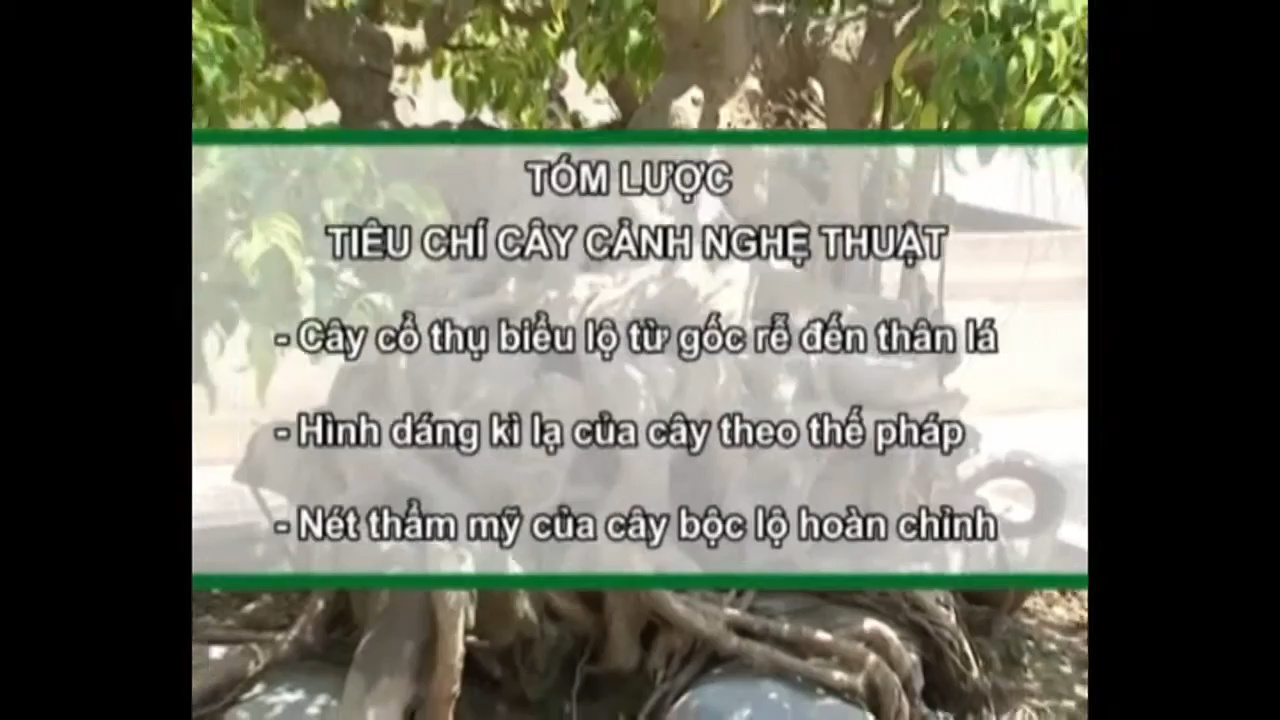 TÓM LƯỢC
TIÊU CHÍ CÂY CẢNH NGHỆ THUẬT
- Cây cổ thụ biểu lộ từ gốc rễ đến thân lá
- Hình dáng kì lạ của cây theo thế pháp
- Nét thẩm mỹ của cây bộc lộ hoàn chỉnh